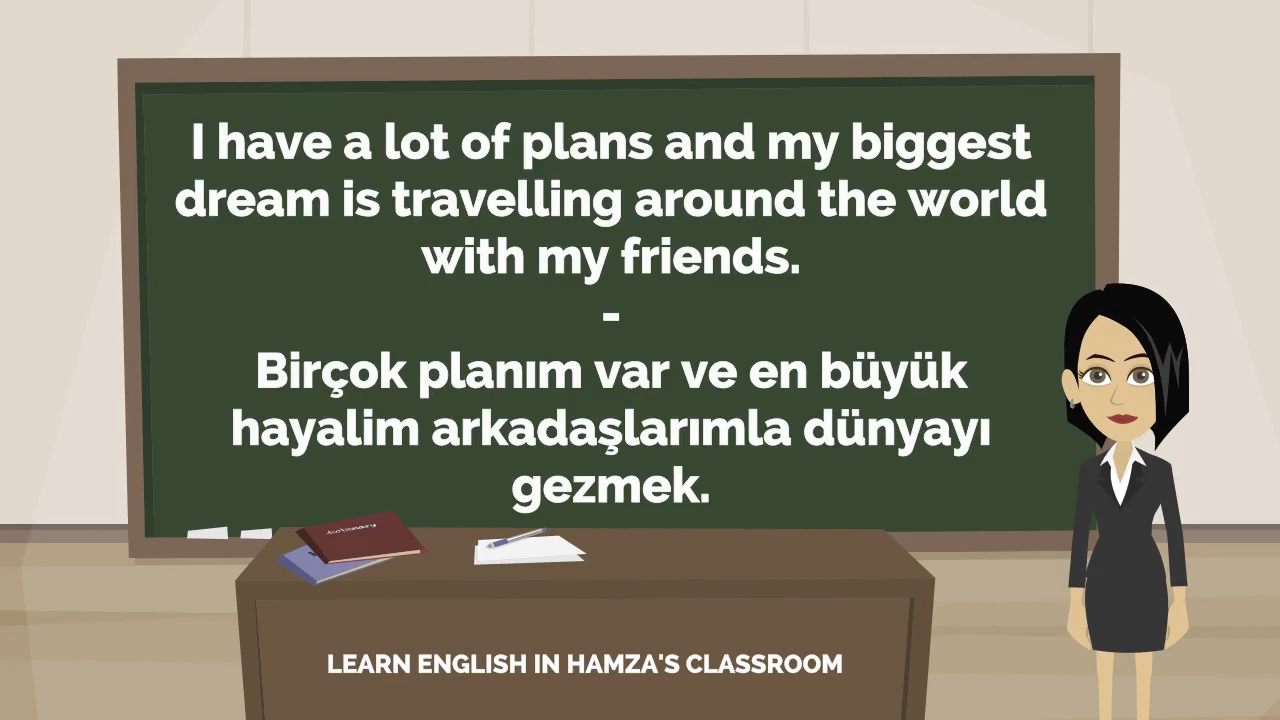 I have a lot of plans and my biggest
dream is travelling around the world
with my friends.
-
Birçok planım var ve en büyük
hayalim arkadaşlarımla dünyayı
gezmek.
dictionary
LEARN ENGLISH IN HAMZA'S CLASSROOM